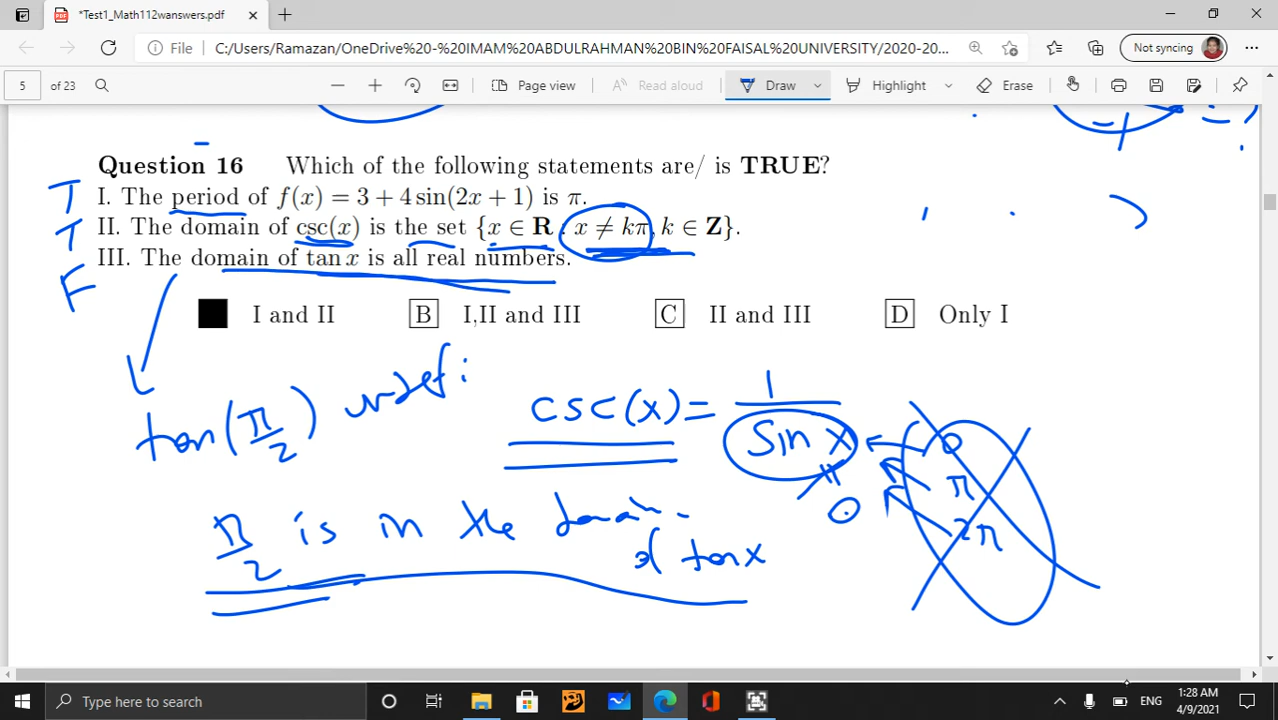 *Test1_Math112wanswers.pdf
File C:/Users/Ramazan/OneDrive%20-%20IMAM%20ABDULRAHMAN%20BIN%20FAISAL%20UNIVERSITY/2020-20... Not syncing
5 of 23 Page view Read aloud Draw Highlight Erase
Question 16 Which of the following statements are/ is TRUE?
T I. The period of f(x) = 3 + 4 sin(2x + 1) is π.
T II. The domain of csc(x) is the set {x ∈ R : x ≠ kπ, k ∈ Z}.
F III. The domain of tan x is all real numbers.
I and II B I,II and III C II and III D Only I
tan(π/2) undef:
csc(x) = 1/sin x
0
π
2π
0
π/2 is in the domain
of tanx
Type here to search
ENG
1:28 AM
4/9/2021